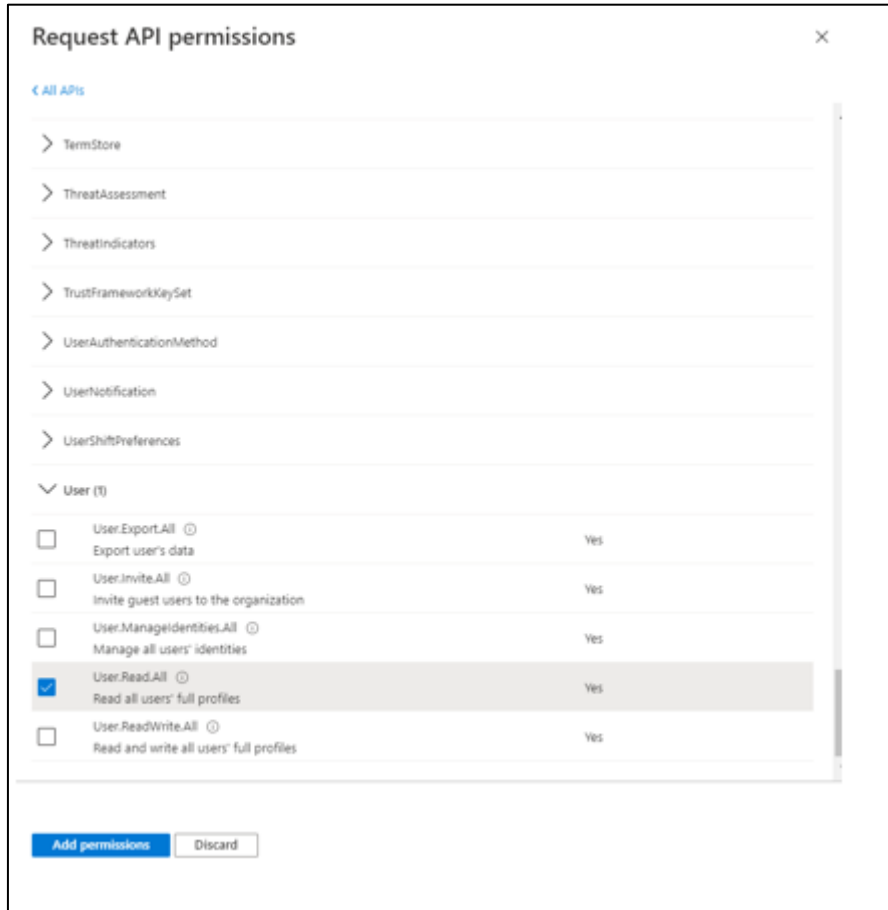 Request API permissions
All APIs
TermStore
ThreatAssessment
ThreatIndicators
TrustFrameworkKeySet
UserAuthenticationMethod
UserNotification
UserShiftPreferences
User (1)
User.Export.All
Export user's data
Yes
User.Invite.All
Invite guest users to the organization
Yes
User.ManageIdentities.All
Manage all users' identities
Yes
User.Read.All
Read all users' full profiles
Yes
User.ReadWrite.All
Read and write all users' full profiles
Yes
Add permissions
Discard